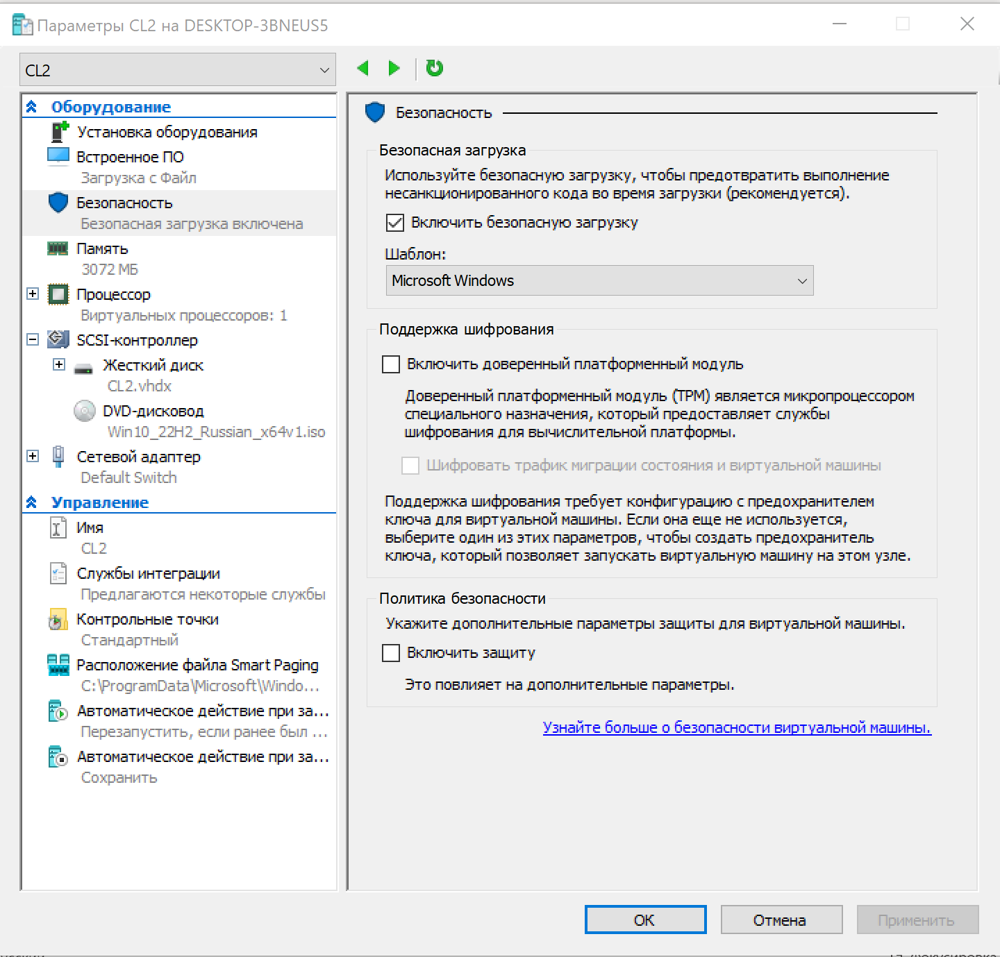 Параметры CL2 на DESKTOP-3BNEUS5
CL2
Оборудование
Установка оборудования
Встроенное ПО
Загрузка с Файл
Безопасность
Безопасная загрузка включена
Память
3072 МБ
Процессор
Виртуальных процессоров: 1
SCSI-контроллер
Жесткий диск
CL2.vhdx
DVD-дисковод
Win10_22H2_Russian_x64v1.iso
Сетевой адаптер
Default Switch
Управление
Имя
CL2
Службы интеграции
Предлагаются некоторые службы
Контрольные точки
Стандартный
Расположение файла Smart Paging
C:\ProgramData\Microsoft\Windo...
Автоматическое действие при за...
Перезапустить, если ранее был ...
Автоматическое действие при за...
Сохранить
Безопасность
Безопасная загрузка
Используйте безопасную загрузку, чтобы предотвратить выполнение
несанкционированного кода во время загрузки (рекомендуется).
Включить безопасную загрузку
Шаблон:
Microsoft Windows
Поддержка шифрования
Включить доверенный платформенный модуль
Доверенный платформенный модуль (TPM) является микропроцессором
специального назначения, который предоставляет службы
шифрования для вычислительной платформы.
Шифровать трафик миграции состояния и виртуальной машины
Поддержка шифрования требует конфигурацию с предохранителем
ключа для виртуальной машины. Если она еще не используется,
выберите один из этих параметров, чтобы создать предохранитель
ключа, который позволяет запускать виртуальную машину на этом узле.
Политика безопасности
Укажите дополнительные параметры защиты для виртуальной машины.
Включить защиту
Это повлияет на дополнительные параметры.
Узнайте больше о безопасности виртуальной машины.
ОК
Отмена
Применить